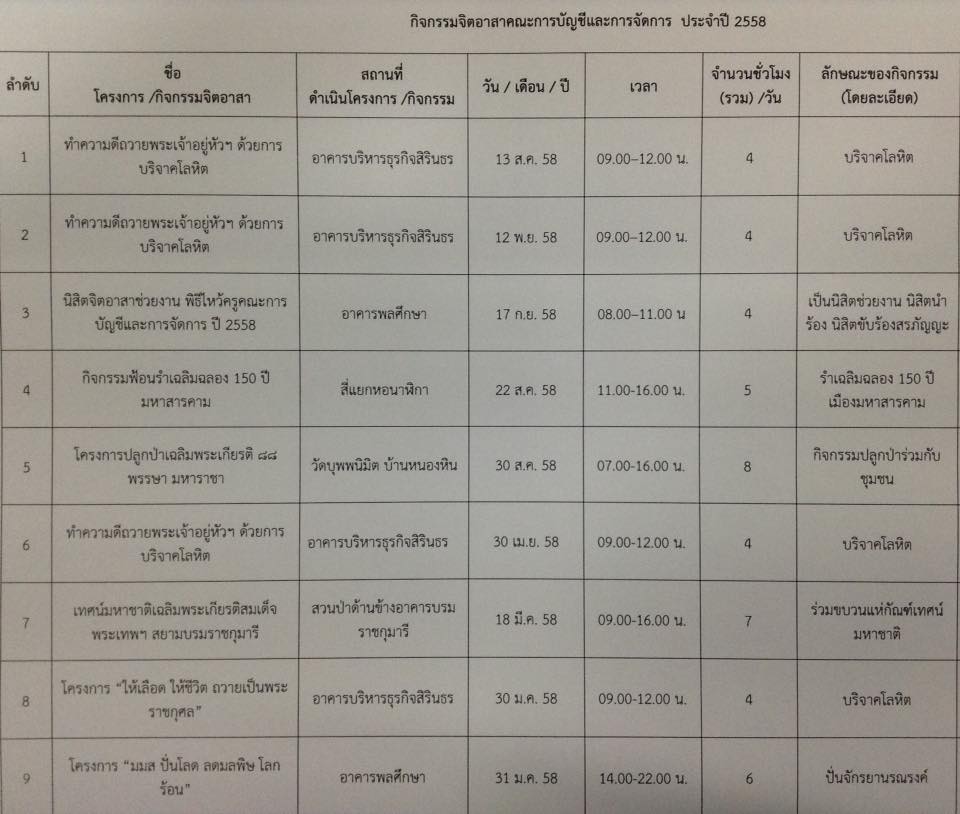 กิจกรรมจิตอาสาคณะการบัญชีและการจัดการ ประจำปี 2558
ลำดับ
ชื่อ
โครงการ /กิจกรรมจิตอาสา
สถานที่
ดำเนินโครงการ /กิจกรรม
วัน / เดือน / ปี
เวลา
จำนวนชั่วโมง
(รวม) /วัน
ลักษณะของกิจกรรม
(โดยละเอียด)
1
ทำความดีถวายพระเจ้าอยู่หัวฯ ด้วยการ
บริจาคโลหิต
อาคารบริหารธุรกิจสิรินธร
13 ส.ค. 58
09.00–12.00 น.
4
บริจาคโลหิต
2
ทำความดีถวายพระเจ้าอยู่หัวฯ ด้วยการ
บริจาคโลหิต
อาคารบริหารธุรกิจสิรินธร
12 พ.ย. 58
09.00–12.00 น.
4
บริจาคโลหิต
3
นิสิตจิตอาสาช่วยงาน พิธีไหว้ครูคณะการ
บัญชีและการจัดการ ปี 2558
อาคารพลศึกษา
17 ก.ย. 58
08.00–11.00 น
4
เป็นนิสิตช่วยงาน นิสิตนำ
ร้อง นิสิตขับร้องสรภัญญะ
4
กิจกรรมฟ้อนรำเฉลิมฉลอง 150 ปี
มหาสารคาม
สี่แยกหอนาฬิกา
22 ส.ค. 58
11.00-16.00 น.
5
รำเฉลิมฉลอง 150 ปี
เมืองมหาสารคาม
5
โครงการปลูกป่าเฉลิมพระเกียรติ ๘๘
พรรษา มหาราชา
วัดบุพพนิมิต บ้านหนองหิน
30 ส.ค. 58
07.00-16.00 น.
8
กิจกรรมปลูกป่าร่วมกับ
ชุมชน
6
ทำความดีถวายพระเจ้าอยู่หัวฯ ด้วยการ
บริจาคโลหิต
อาคารบริหารธุรกิจสิรินธร
30 เม.ย. 58
09.00-12.00 น.
4
บริจาคโลหิต
7
เทศน์มหาชาติเฉลิมพระเกียรติสมเด็จ
พระเทพฯ สยามบรมราชกุมารี
สวนป่าด้านข้างอาคารบรม
ราชกุมารี
18 มี.ค. 58
09.00-16.00 น.
7
ร่วมขบวนแห่กัณฑ์เทศน์
มหาชาติ
8
โครงการ “ให้เลือด ให้ชีวิต ถวายเป็นพระ
ราชกุศล”
อาคารบริหารธุรกิจสิรินธร
30 ม.ค. 58
09.00-12.00 น.
4
บริจาคโลหิต
9
โครงการ “มมส ปั่นโลด ลดมลพิษ โลก
ร้อน”
อาคารพลศึกษา
31 ม.ค. 58
14.00-22.00 น.
6
ปั่นจักรยานรณรงค์